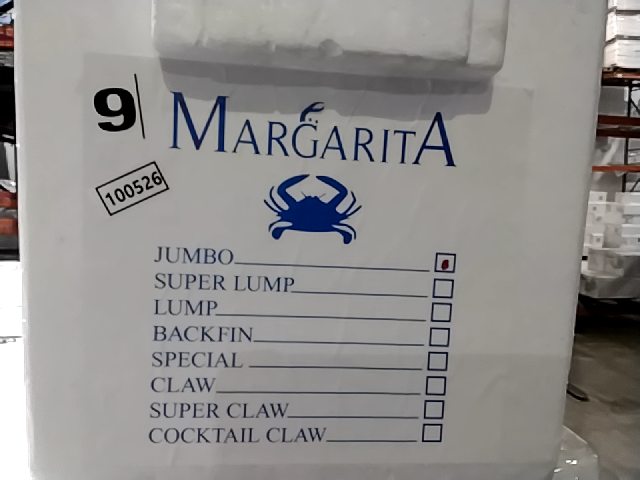 9
MARGARITA
100526
JUMBO
SUPER LUMP
LUMP
BACKFIN
SPECIAL
CLAW
SUPER CLAW
COCKTAIL CLAW